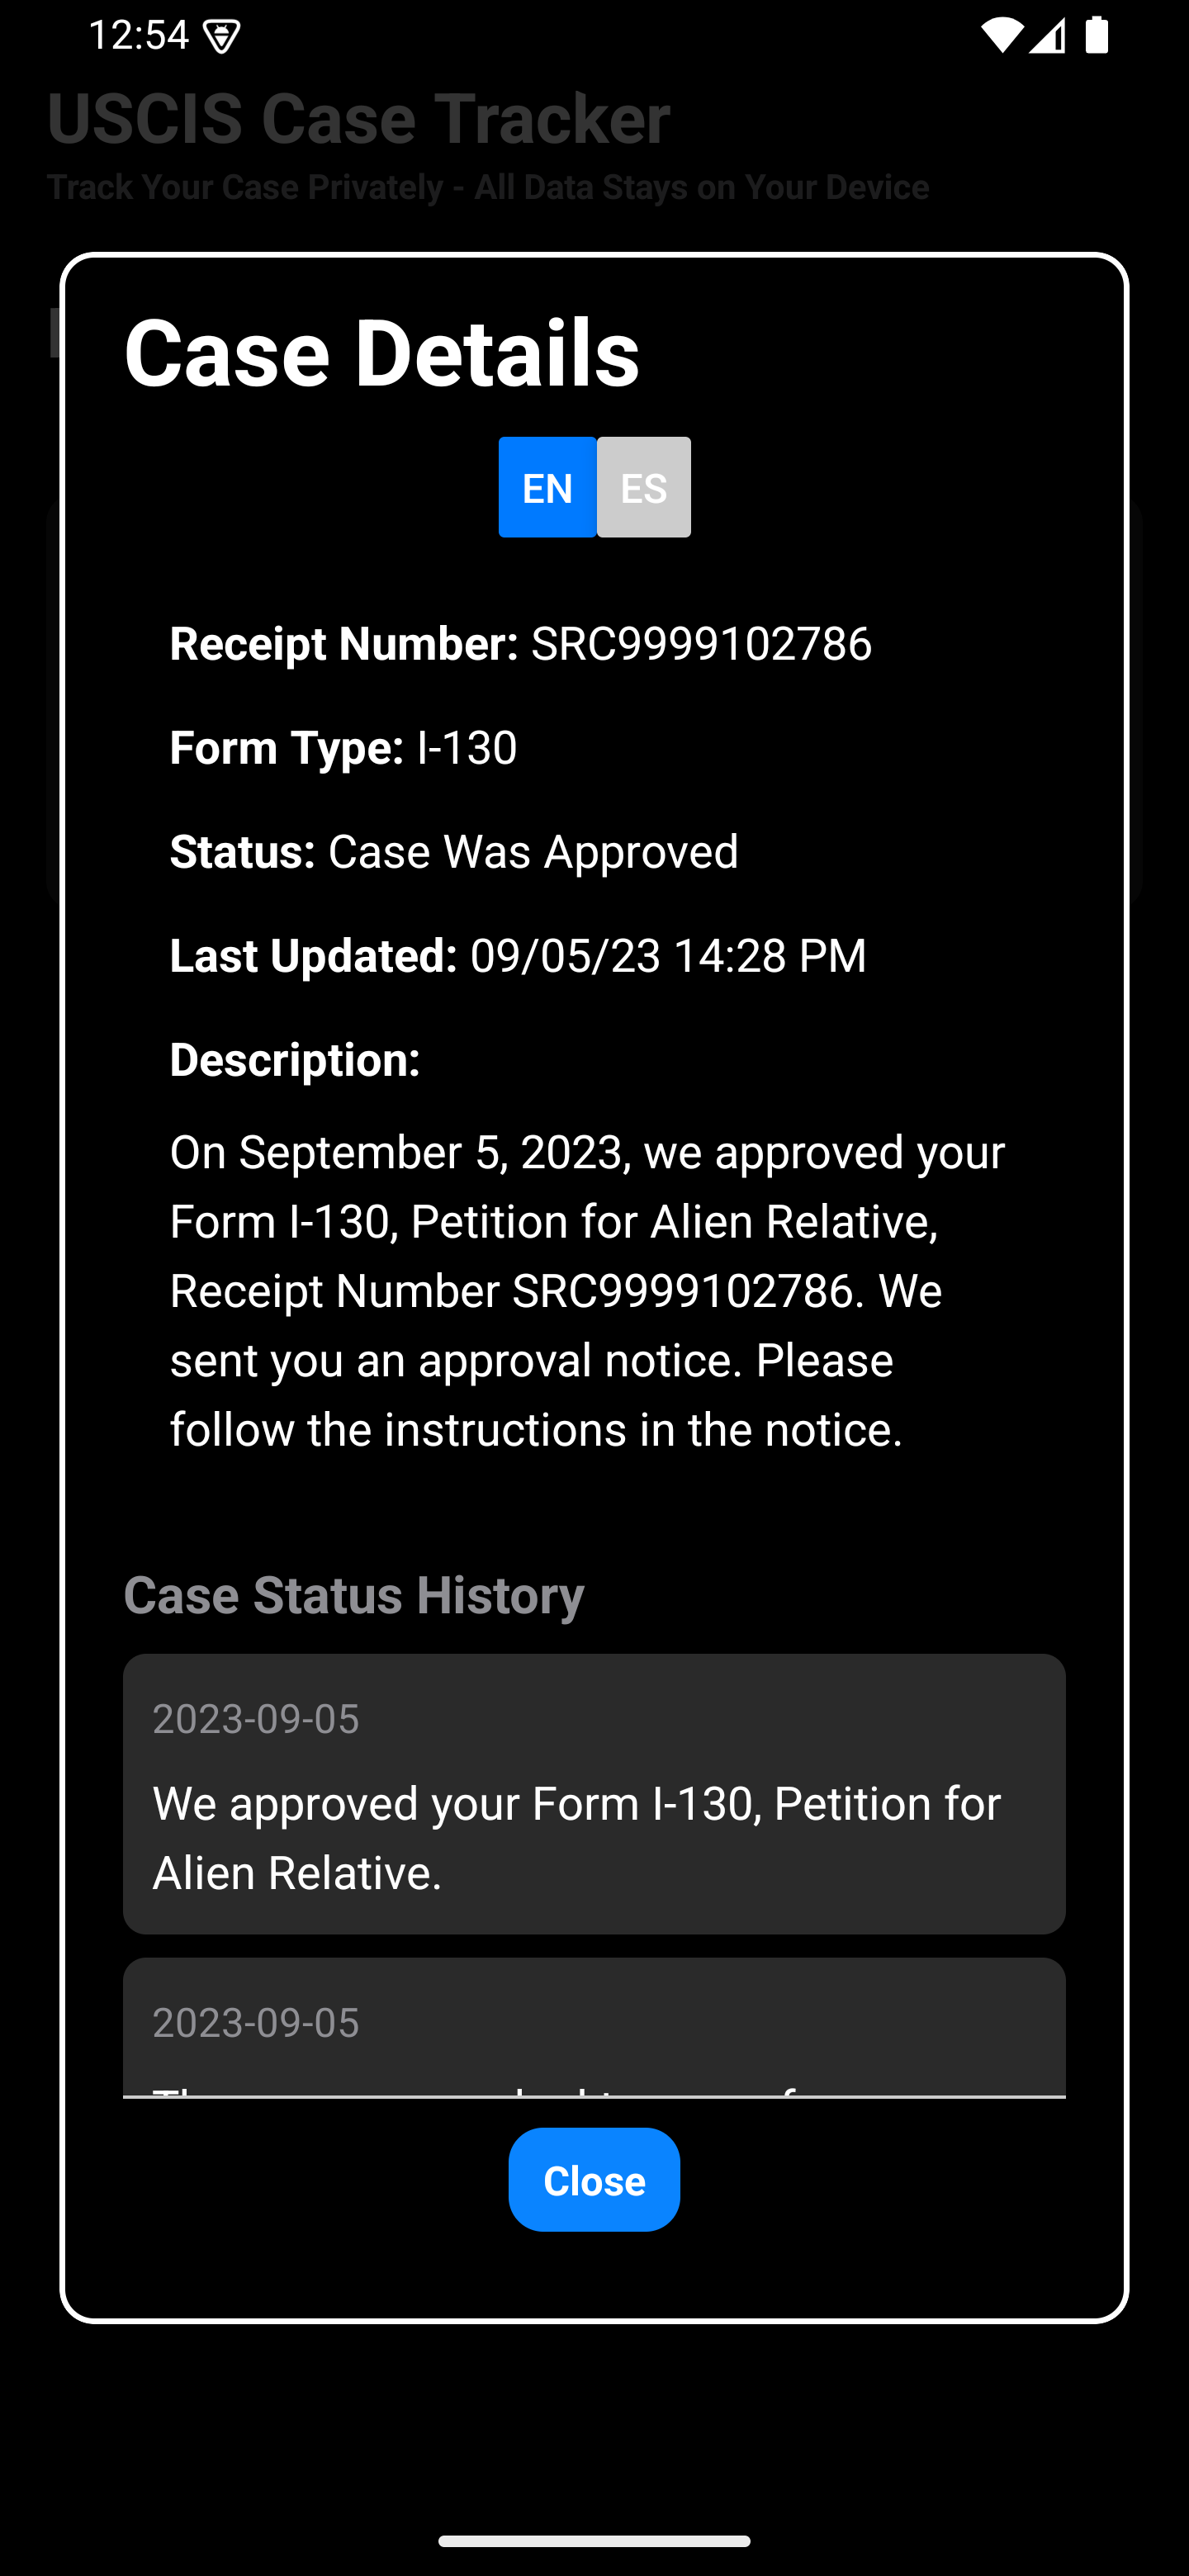 12:54
USCIS Case Tracker
Track Your Case Privately - All Data Stays on Your Device
Case Details
EN ES
Receipt Number: SRC9999102786
Form Type: I-130
Status: Case Was Approved
Last Updated: 09/05/23 14:28 PM
Description:
On September 5, 2023, we approved your
Form I-130, Petition for Alien Relative,
Receipt Number SRC9999102786. We
sent you an approval notice. Please
follow the instructions in the notice.
Case Status History
2023-09-05
We approved your Form I-130, Petition for
Alien Relative.
2023-09-05
Close